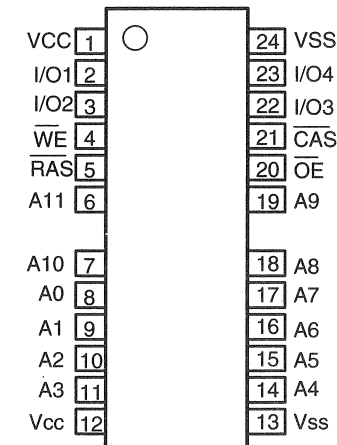 VCC 1 24 VSS
I/O1 2 23 I/O4
I/O2 3 22 I/O3
WE 4 21 CAS
RAS 5 20 OE
A11 6 19 A9
A10 7 18 A8
A0 8 17 A7
A1 9 16 A6
A2 10 15 A5
A3 11 14 A4
Vcc 12 13 Vss